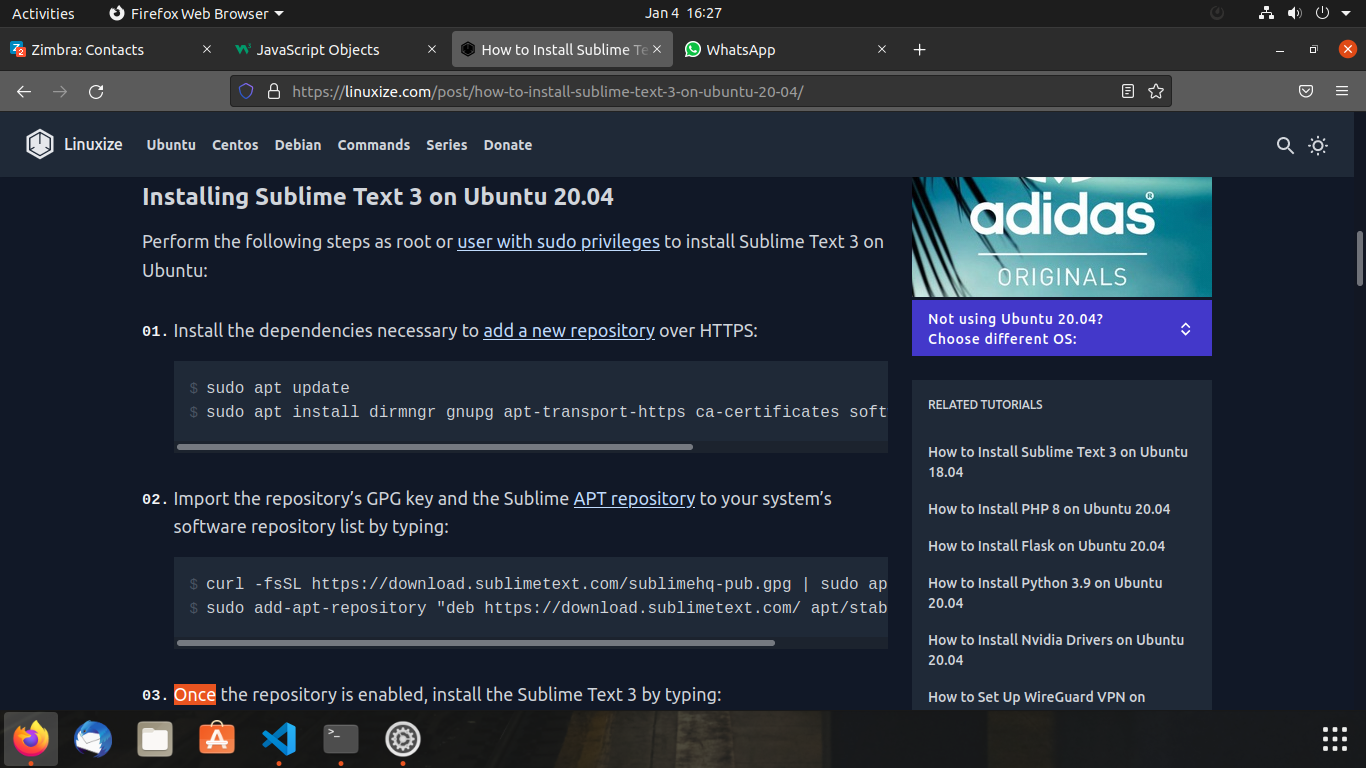 Activities
Firefox Web Browser
Jan 4 16:27
Zimbra: Contacts
JavaScript Objects
How to Install Sublime Te
WhatsApp
https://linuxize.com/post/how-to-install-sublime-text-3-on-ubuntu-20-04/
Linuxize
Ubuntu
Centos
Debian
Commands
Series
Donate
Installing Sublime Text 3 on Ubuntu 20.04
Perform the following steps as root or user with sudo privileges to install Sublime Text 3 on
Ubuntu:
01. Install the dependencies necessary to add a new repository over HTTPS:
$ sudo apt update
$ sudo apt install dirmngr gnupg apt-transport-https ca-certificates soft
02. Import the repository’s GPG key and the Sublime APT repository to your system’s
software repository list by typing:
$ curl -fsSL https://download.sublimetext.com/sublimehq-pub.gpg | sudo ap
$ sudo add-apt-repository "deb https://download.sublimetext.com/ apt/stab
03. Once the repository is enabled, install the Sublime Text 3 by typing:
adidas®
ORIGINALS
Not using Ubuntu 20.04?
Choose different OS:
RELATED TUTORIALS
How to Install Sublime Text 3 on Ubuntu
18.04
How to Install PHP 8 on Ubuntu 20.04
How to Install Flask on Ubuntu 20.04
How to Install Python 3.9 on Ubuntu
20.04
How to Install Nvidia Drivers on Ubuntu
20.04
How to Set Up WireGuard VPN on